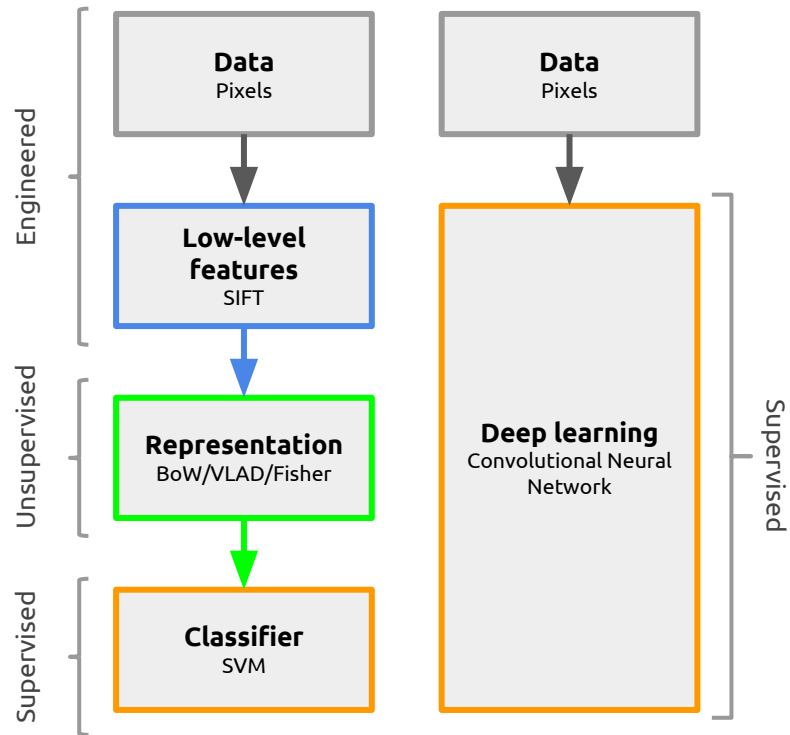 Engineered
Data
Pixels
Low-level
features
SIFT
Unsupervised
Representation
BoW/VLAD/Fisher
Supervised
Classifier
SVM
Data
Pixels
Deep learning
Convolutional Neural
Network
Supervised